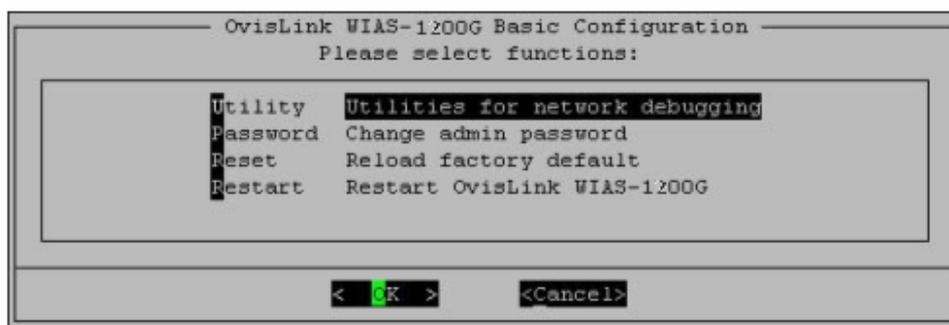 OvisLink WIAS-1200G Basic Configuration
Please select functions:
Utility Utilities for network debugging
Password Change admin password
Reset Reload factory default
Restart Restart OvisLink WIAS-1200G
< OK > <Cancel>